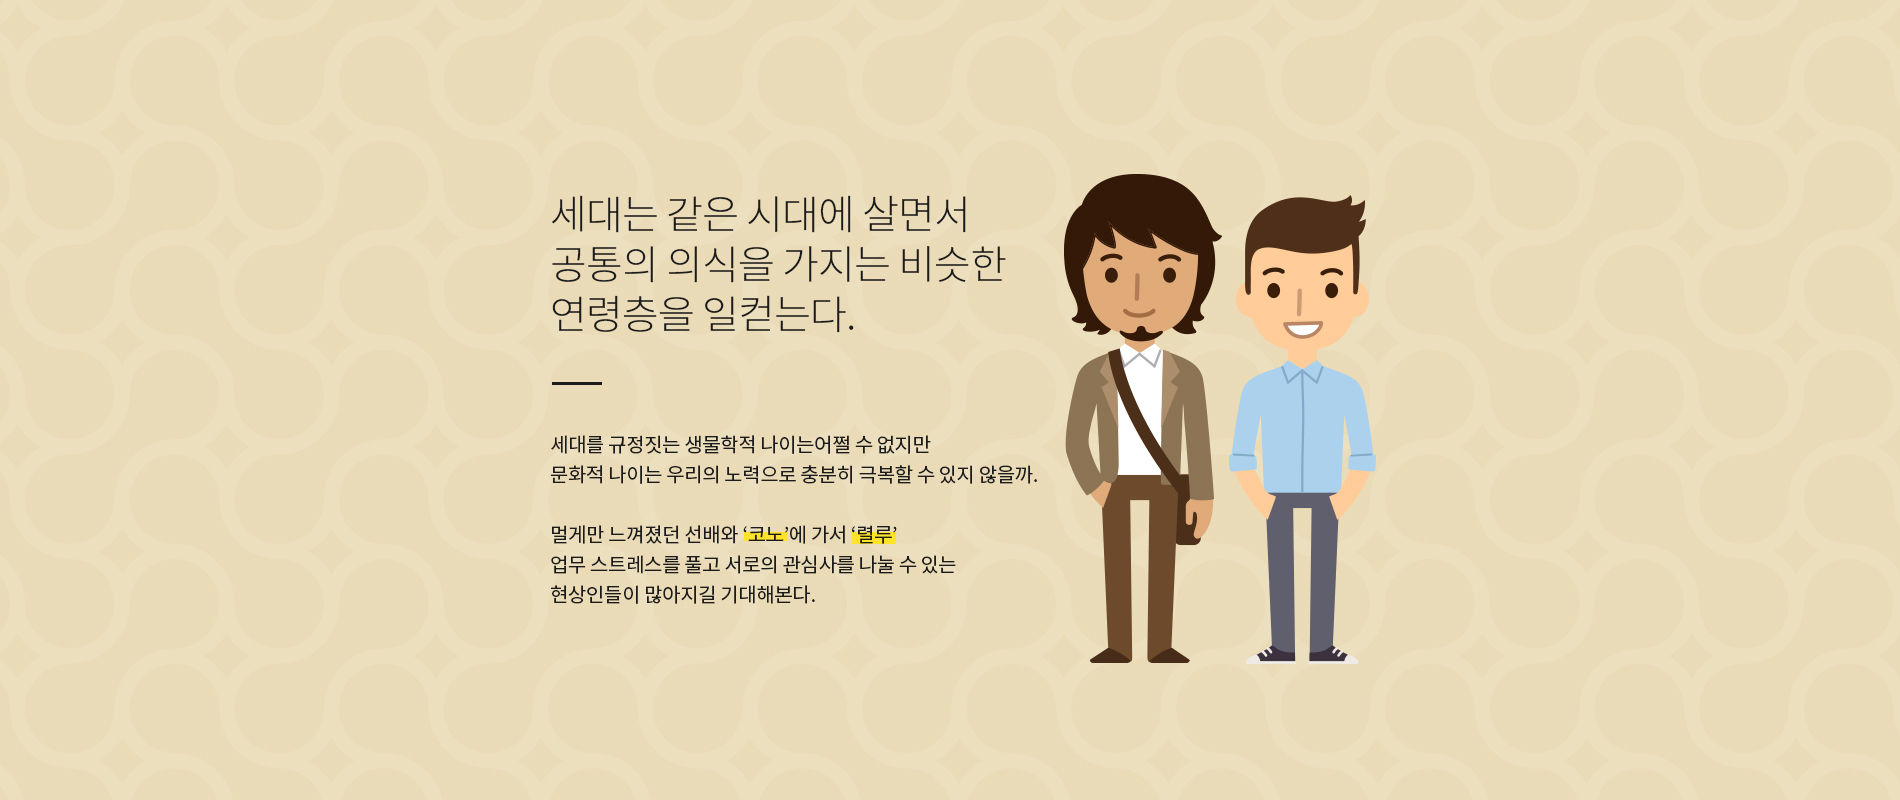 세대는 같은 시대에 살면서
공통의 의식을 가지는 비슷한
연령층을 일컫는다.
세대를 규정짓는 생물학적 나이는어쩔 수 없지만
문화적 나이는 우리의 노력으로 충분히 극복할 수 있지 않을까.
멀게만 느껴졌던 선배와 ‘코노’에 가서 ‘렬루’
업무 스트레스를 풀고 서로의 관심사를 나눌 수 있는
현상인들이 많아지길 기대해본다.